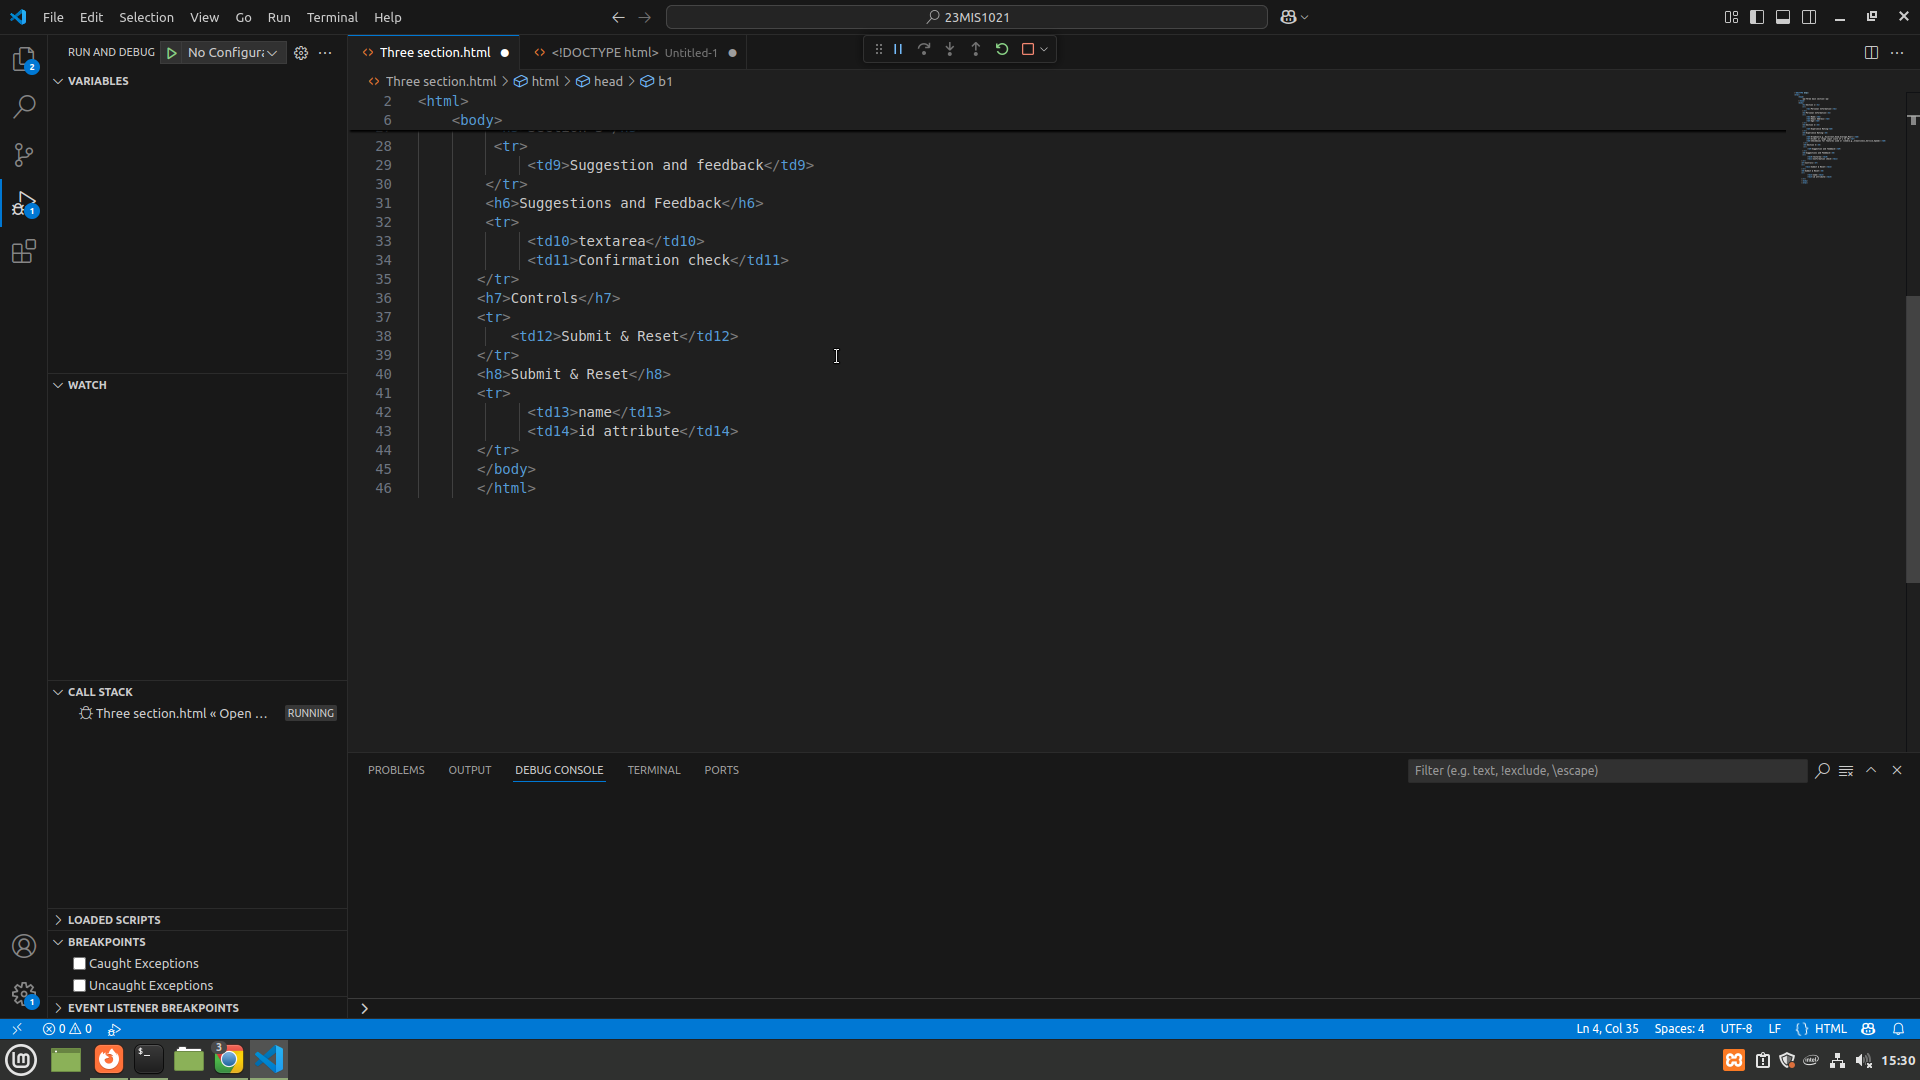 File Edit Selection View Go Run Terminal Help
23MIS1021
RUN AND DEBUG No Configura
Three section.html
<!DOCTYPE html> Untitled-1
VARIABLES
Three section.html > html > head > b1
2 <html>
6 <body>
28 <tr>
29 <td9>Suggestion and feedback</td9>
30 </tr>
31 <h6>Suggestions and Feedback</h6>
32 <tr>
33 <td10>textarea</td10>
34 <td11>Confirmation check</td11>
35 </tr>
36 <h7>Controls</h7>
37 <tr>
38 <td12>Submit & Reset</td12>
39 </tr>
40 <h8>Submit & Reset</h8>
41 <tr>
42 <td13>name</td13>
43 <td14>id attribute</td14>
44 </tr>
45 </body>
46 </html>
WATCH
CALL STACK
Three section.html « Open ... RUNNING
LOADED SCRIPTS
BREAKPOINTS
Caught Exceptions
Uncaught Exceptions
EVENT LISTENER BREAKPOINTS
PROBLEMS OUTPUT DEBUG CONSOLE TERMINAL PORTS
Filter (e.g. text, !exclude, \escape)
2
1
1
0 0
Ln 4, Col 35 Spaces: 4 UTF-8 LF {} HTML
3
15:30